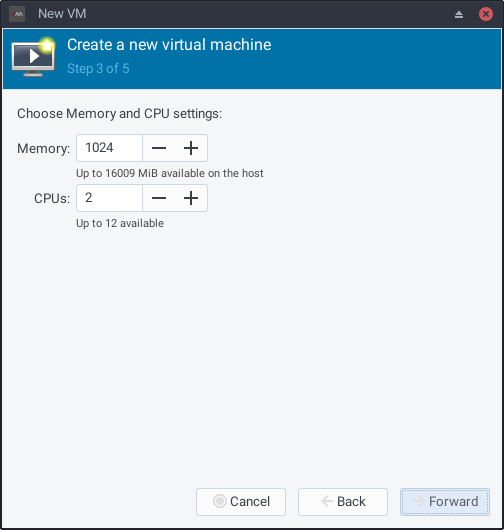 New VM
Create a new virtual machine
Step 3 of 5
Choose Memory and CPU settings:
Memory: 1024
Up to 16009 MiB available on the host
CPUs: 2
Up to 12 available
Cancel Back Forward